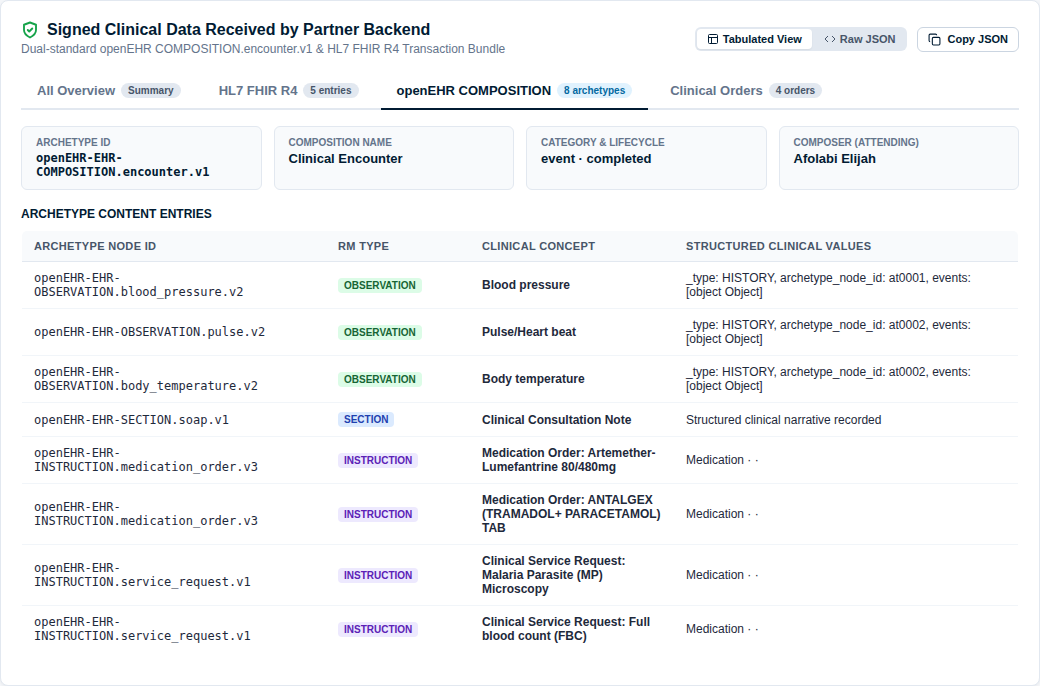 Signed Clinical Data Received by Partner Backend
Dual-standard openEHR COMPOSITION.encounter.v1 & HL7 FHIR R4 Transaction Bundle
Tabulated View
Raw JSON
Copy JSON
All Overview Summary
HL7 FHIR R4 5 entries
openEHR COMPOSITION 8 archetypes
Clinical Orders 4 orders
ARCHETYPE ID
openEHR-EHR-
COMPOSITION.encounter.v1
COMPOSITION NAME
Clinical Encounter
CATEGORY & LIFECYCLE
event · completed
COMPOSER (ATTENDING)
Afolabi Elijah
ARCHETYPE CONTENT ENTRIES
ARCHETYPE NODE ID RM TYPE CLINICAL CONCEPT STRUCTURED CLINICAL VALUES
openEHR-EHR-
OBSERVATION.blood_pressure.v2
OBSERVATION
Blood pressure
_type: HISTORY, archetype_node_id: at0001, events:
[object Object]
openEHR-EHR-OBSERVATION.pulse.v2
OBSERVATION
Pulse/Heart beat
_type: HISTORY, archetype_node_id: at0002, events:
[object Object]
openEHR-EHR-
OBSERVATION.body_temperature.v2
OBSERVATION
Body temperature
_type: HISTORY, archetype_node_id: at0002, events:
[object Object]
openEHR-EHR-SECTION.soap.v1
SECTION
Clinical Consultation Note
Structured clinical narrative recorded
openEHR-EHR-
INSTRUCTION.medication_order.v3
INSTRUCTION
Medication Order: Artemether-
Lumefantrine 80/480mg
Medication · ·
openEHR-EHR-
INSTRUCTION.medication_order.v3
INSTRUCTION
Medication Order: ANTALGEX
(TRAMADOL+ PARACETAMOL)
TAB
Medication · ·
openEHR-EHR-
INSTRUCTION.service_request.v1
INSTRUCTION
Clinical Service Request:
Malaria Parasite (MP)
Microscopy
Medication · ·
openEHR-EHR-
INSTRUCTION.service_request.v1
INSTRUCTION
Clinical Service Request: Full
blood count (FBC)
Medication · ·